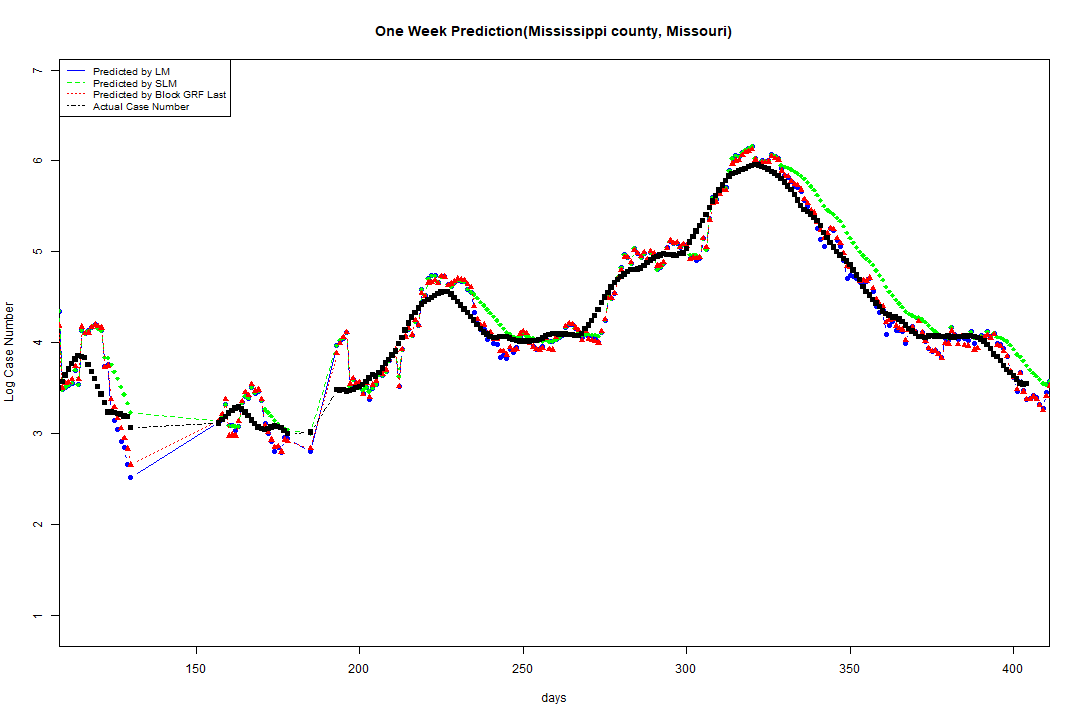 One Week Prediction(Mississippi county, Missouri)
Predicted by LM
Predicted by SLM
Predicted by Block GRF Last
Actual Case Number
7
6
5
4
3
2
1
Log Case Number
150 200 250 300 350 400
days